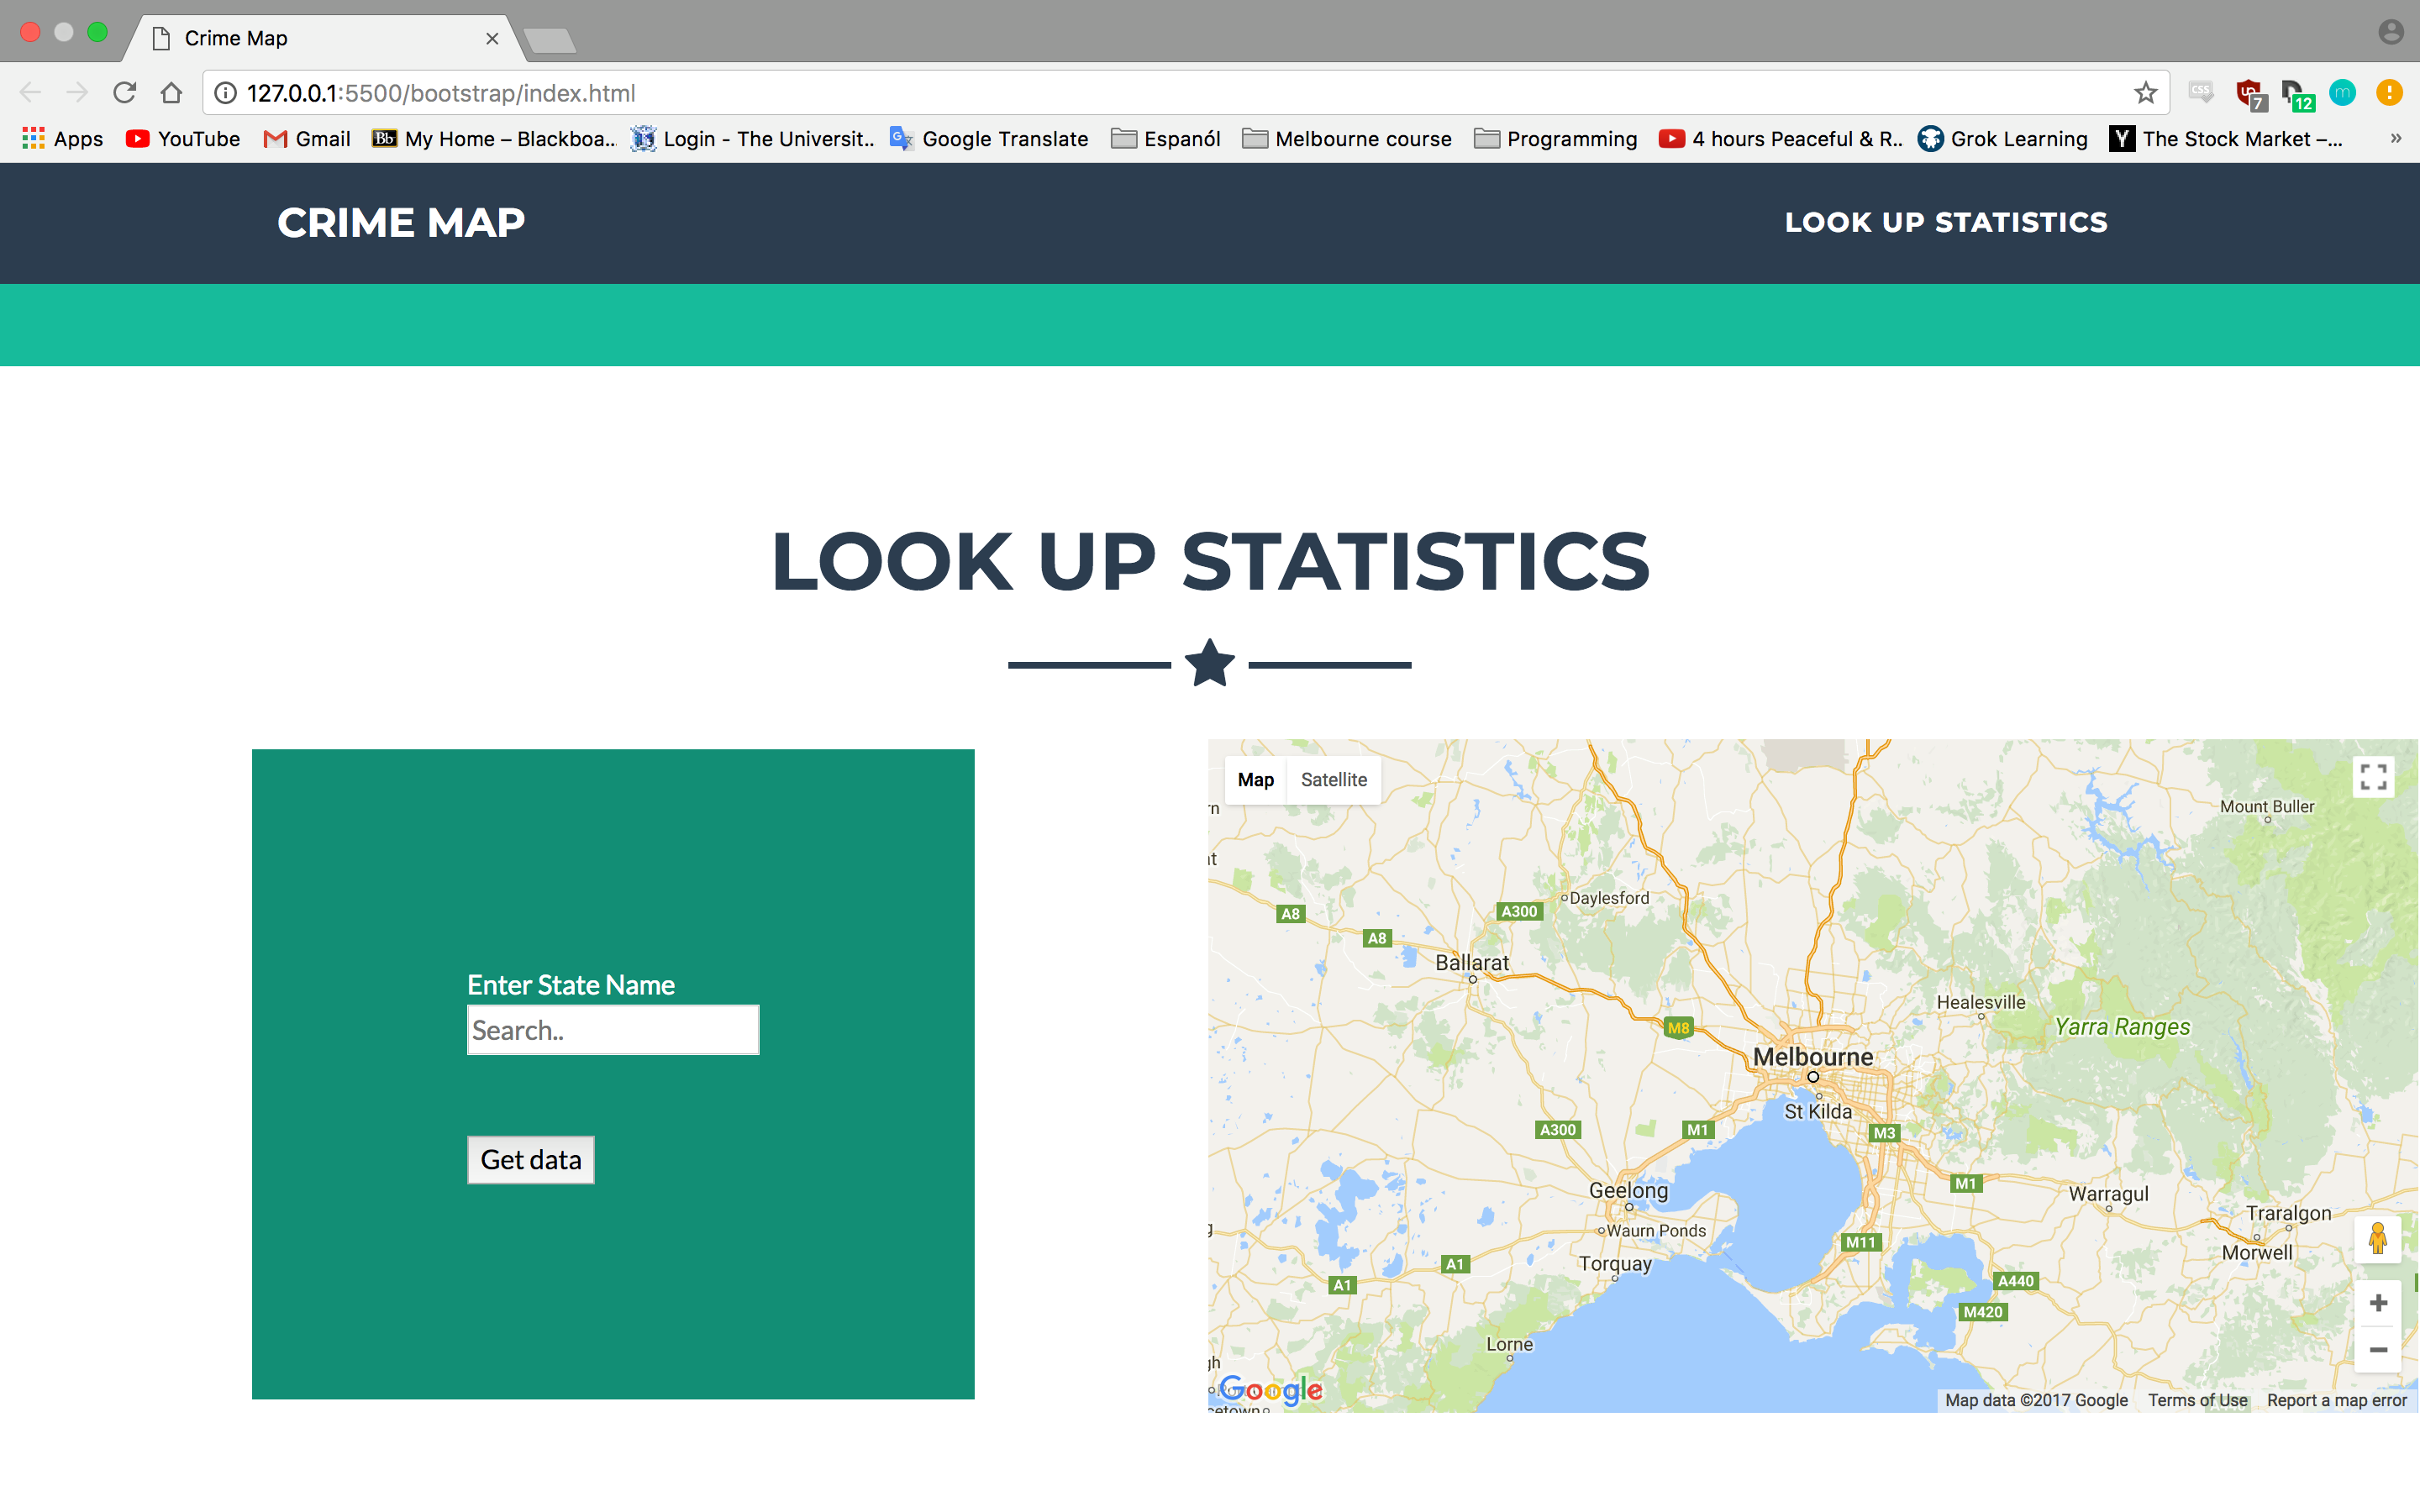 Crime Map
127.0.0.1:5500/bootstrap/index.html
CSS
7
12
m
Apps YouTube Gmail Bb My Home – Blackboa... Login - The Universit... Google Translate Espanól Melbourne course Programming 4 hours Peaceful & R... Grok Learning Y The Stock Market –... »
CRIME MAP LOOK UP STATISTICS
LOOK UP STATISTICS
Enter State Name
Search..
Get data
Map Satellite
Mount Buller
Daylesford
A300
A8
A8
Ballarat
Healesville
Yarra Ranges
M8
Melbourne
St Kilda
A300
M1
M3
M1
Geelong
Warragul
Waurn Ponds
Traralgon
M11
Morwell
Torquay
A1
A1
A440
M420
Lorne
Google
Map data ©2017 Google Terms of Use Report a map error